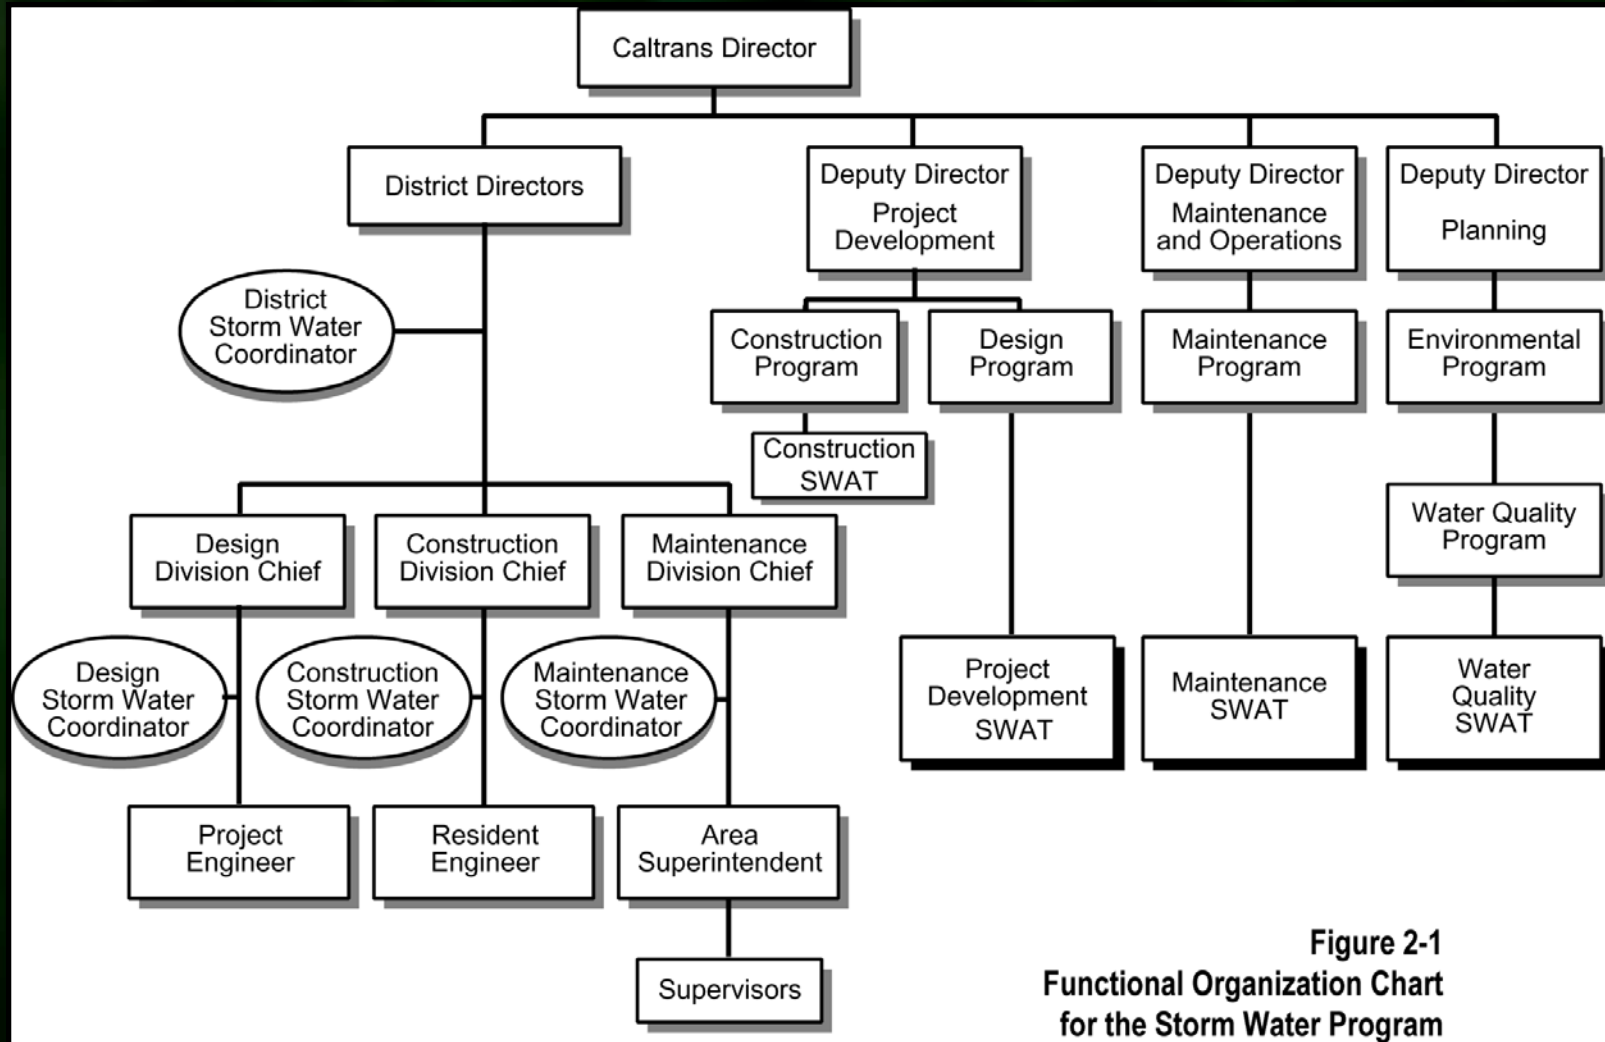 Caltrans Director
District Directors
Deputy Director
Project
Development
Deputy Director
Maintenance
and Operations
Deputy Director
Planning
District
Storm Water
Coordinator
Construction
Program
Design
Program
Maintenance
Program
Environmental
Program
Construction
SWAT
Design
Division Chief
Construction
Division Chief
Maintenance
Division Chief
Water Quality
Program
Design
Storm Water
Coordinator
Construction
Storm Water
Coordinator
Maintenance
Storm Water
Coordinator
Project
Development
SWAT
Maintenance
SWAT
Water
Quality
SWAT
Project
Engineer
Resident
Engineer
Area
Superintendent
Supervisors
Figure 2-1
Functional Organization Chart
for the Storm Water Program